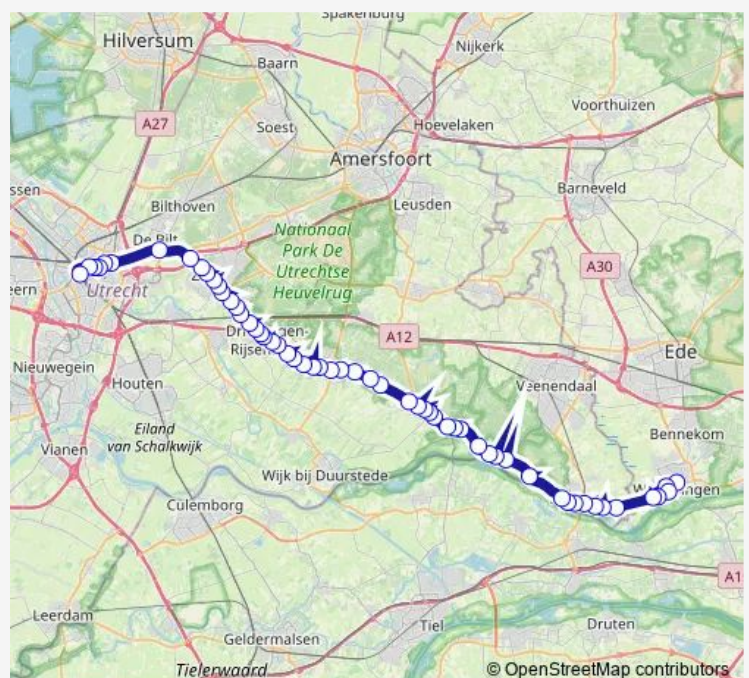 Spakenburg
Hilversum
Nijkerk
Baarn
Voorthuizen
A27
Soest
Hoevelaken
Amersfoort
ssen
Barneveld
Bilthoven
Leusden
Nationaal
Park De
Utrechtse
Heuvelrug
De Bilt
A30
Utrecht
A12
Ede
Nieuwegein
Houten
Veenendaal
Eiland
van Schalkwijk
Bennekom
Vianen
Wijk bij Duurstede
Culemborg
A1
Leerdam
Tiel
Druten
Geldermalsen
Tielerwaard
© OpenStreetMap contributors